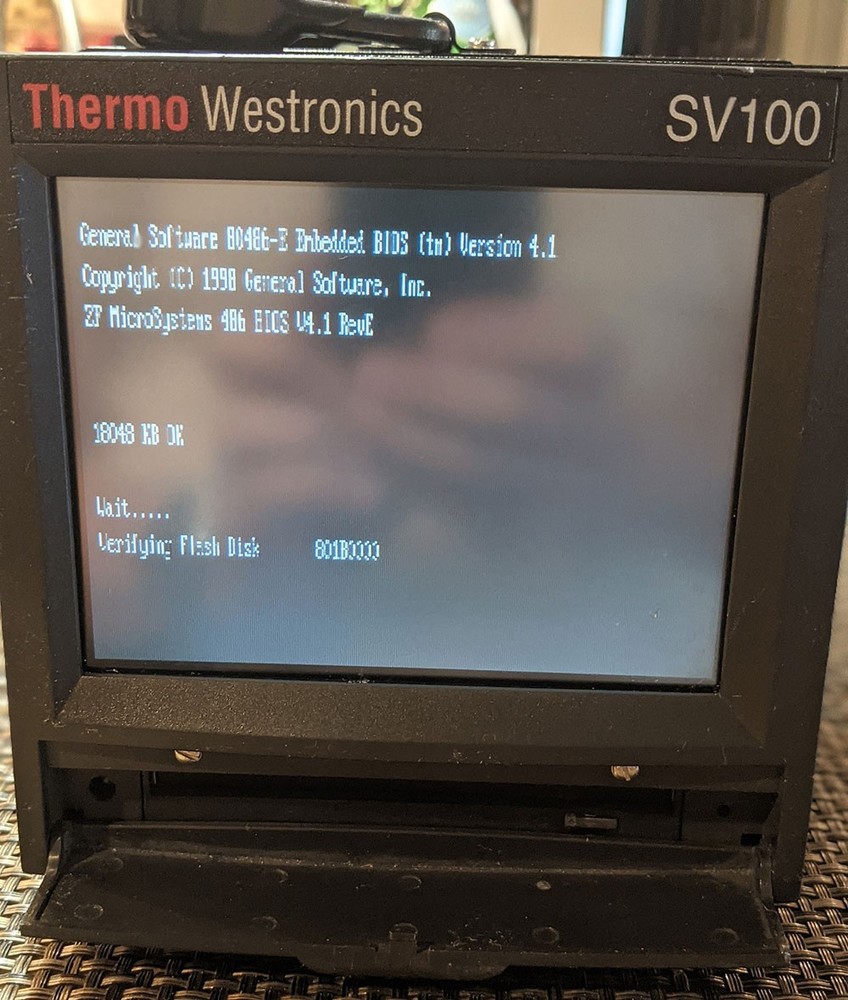 Thermo Westronics SV100
General Software 80486-E Embedded BIOS (tm) Version 4.1
Copyright (C) 1998 General Software, Inc.
ZF MicroSystems 486 BIOS V4.1 RevE
18048 KB OK
Wait.....
Verifying Flash Disk 801B0000